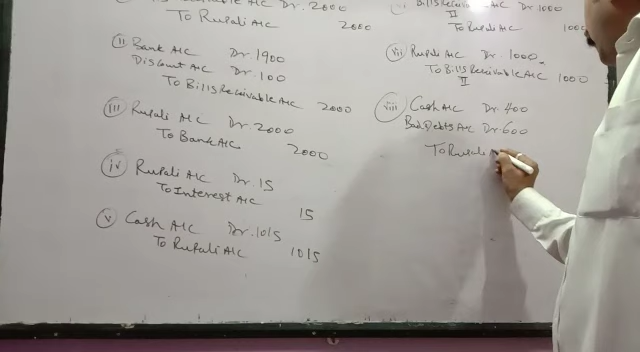 Dr. 2000
To Rupali A/c 2000
(ii) Bank A/c Dr. 1900
Discount A/c Dr. 100
To Bills Receivable A/c 2000
(iii) Rupali A/c Dr. 2000
To Bank A/c 2000
(iv) Rupali A/c Dr. 15
To Interest A/c 15
(v) Cash A/c Dr. 1015
To Rupali A/c 1015
Bills Receivable Dr 1000
II
To Rupali A/c 1000
(vii) Rupali A/c Dr. 1000
To Bills Receivable A/c 1000
II
(viii) Cash A/c Dr. 400
Bad Debts A/c Dr. 600
To Rupali